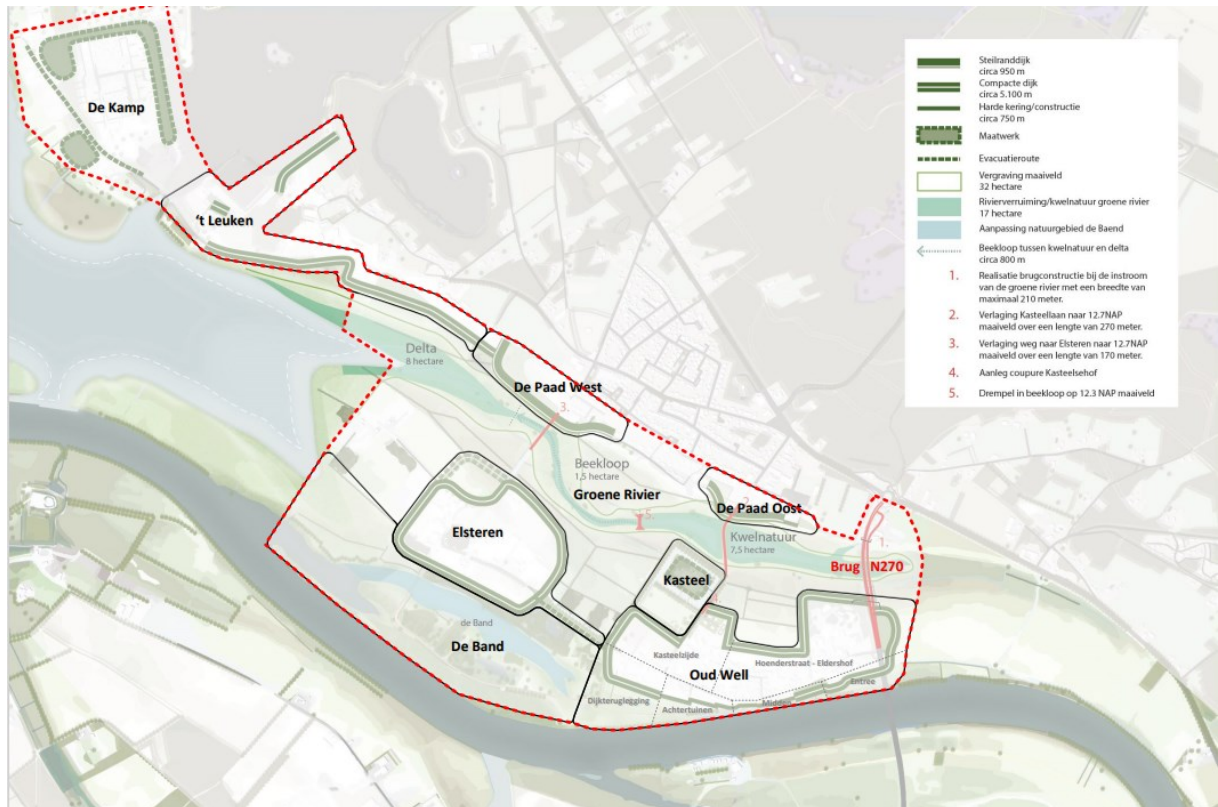 De Kamp
't Leuken
Delta
8 hectare
De Paad West
3.
Beekloop
1,5 hectare
Groene Rivier
5.
2.
De Paad Oost
Kwelnatuur
7,5 hectare
1.
Brug N270
Elsteren
Kasteel
4.
de Band
De Band
Kasteelzijde
Hoenderstraat - Eldershof
Oud Well
Entree
Dijkteruglegging
Achtertuinen
Midden
Steilranddijk
circa 950 m
Compacte dijk
circa 5.100 m
Harde kering/constructie
circa 750 m
Maatwerk
Evacuatieroute
Vergraving maaiveld
32 hectare
Rivierverruiming/kwelnatuur groene rivier
17 hectare
Aanpassing natuurgebied de Baend
Beekloop tussen kwelnatuur en delta
circa 800 m
1. Realisatie brugconstructie bij de instroom
van de groene rivier met een breedte van
maximaal 210 meter.
2. Verlaging Kasteellaan naar 12.7NAP
maaiveld over een lengte van 270 meter.
3. Verlaging weg naar Elsteren naar 12.7NAP
maaiveld over een lengte van 170 meter.
4. Aanleg coupure Kasteelsehof
5. Drempel in beekloop op 12.3 NAP maaiveld